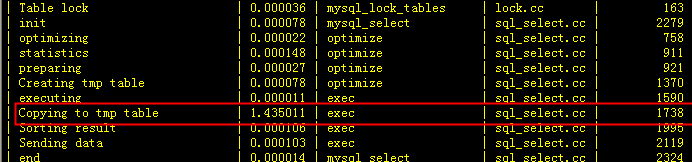 | Table lock | 0.000036 | mysql_lock_tables | lock.cc | 163
| init | 0.000078 | mysql_select | sql_select.cc | 2279
| optimizing | 0.000022 | optimize | sql_select.cc | 758
| statistics | 0.000148 | optimize | sql_select.cc | 911
| preparing | 0.000027 | optimize | sql_select.cc | 921
| Creating tmp table | 0.000078 | optimize | sql_select.cc | 1370
| executing | 0.000011 | exec | sql_select.cc | 1590
| Copying to tmp table | 1.435011 | exec | sql_select.cc | 1738
| Sorting result | 0.000106 | exec | sql_select.cc | 1995
| Sending data | 0.000103 | exec | sql_select.cc | 2119
| end | 0.000014 | mysql_select | sql_select.cc | 2324